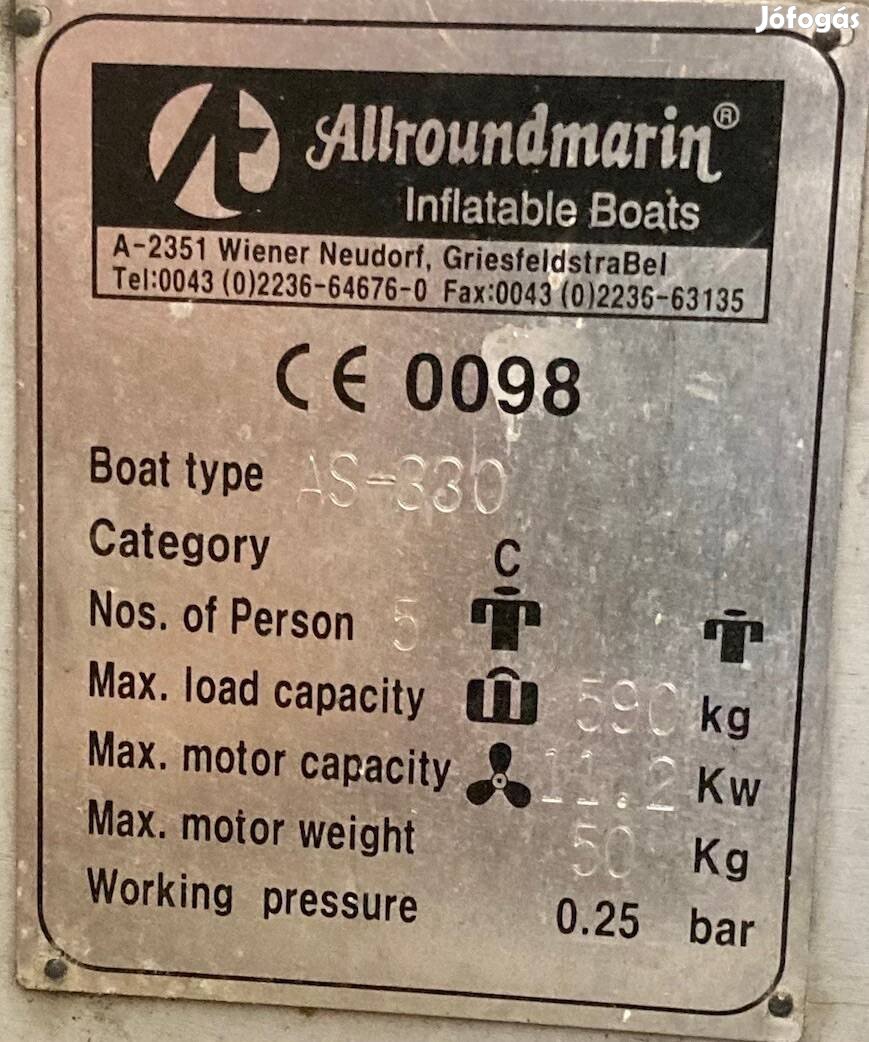 Jófogás
Allroundmarin®
Inflatable Boats
A-2351 Wiener Neudorf, GriesfeldstraBel
Tel:0043 (0)2236-64676-0 Fax:0043 (0)2236-63135
CE 0098
Boat type AS-330
Category C
Nos. of Person 5
Max. load capacity 590 kg
Max. motor capacity 11.2 Kw
Max. motor weight 50 Kg
Working pressure 0.25 bar